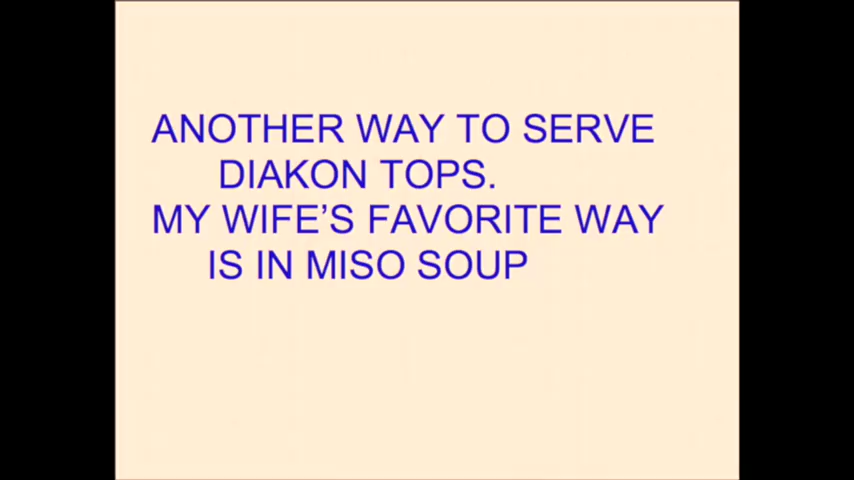 ANOTHER WAY TO SERVE
DIAKON TOPS.
MY WIFE’S FAVORITE WAY
IS IN MISO SOUP